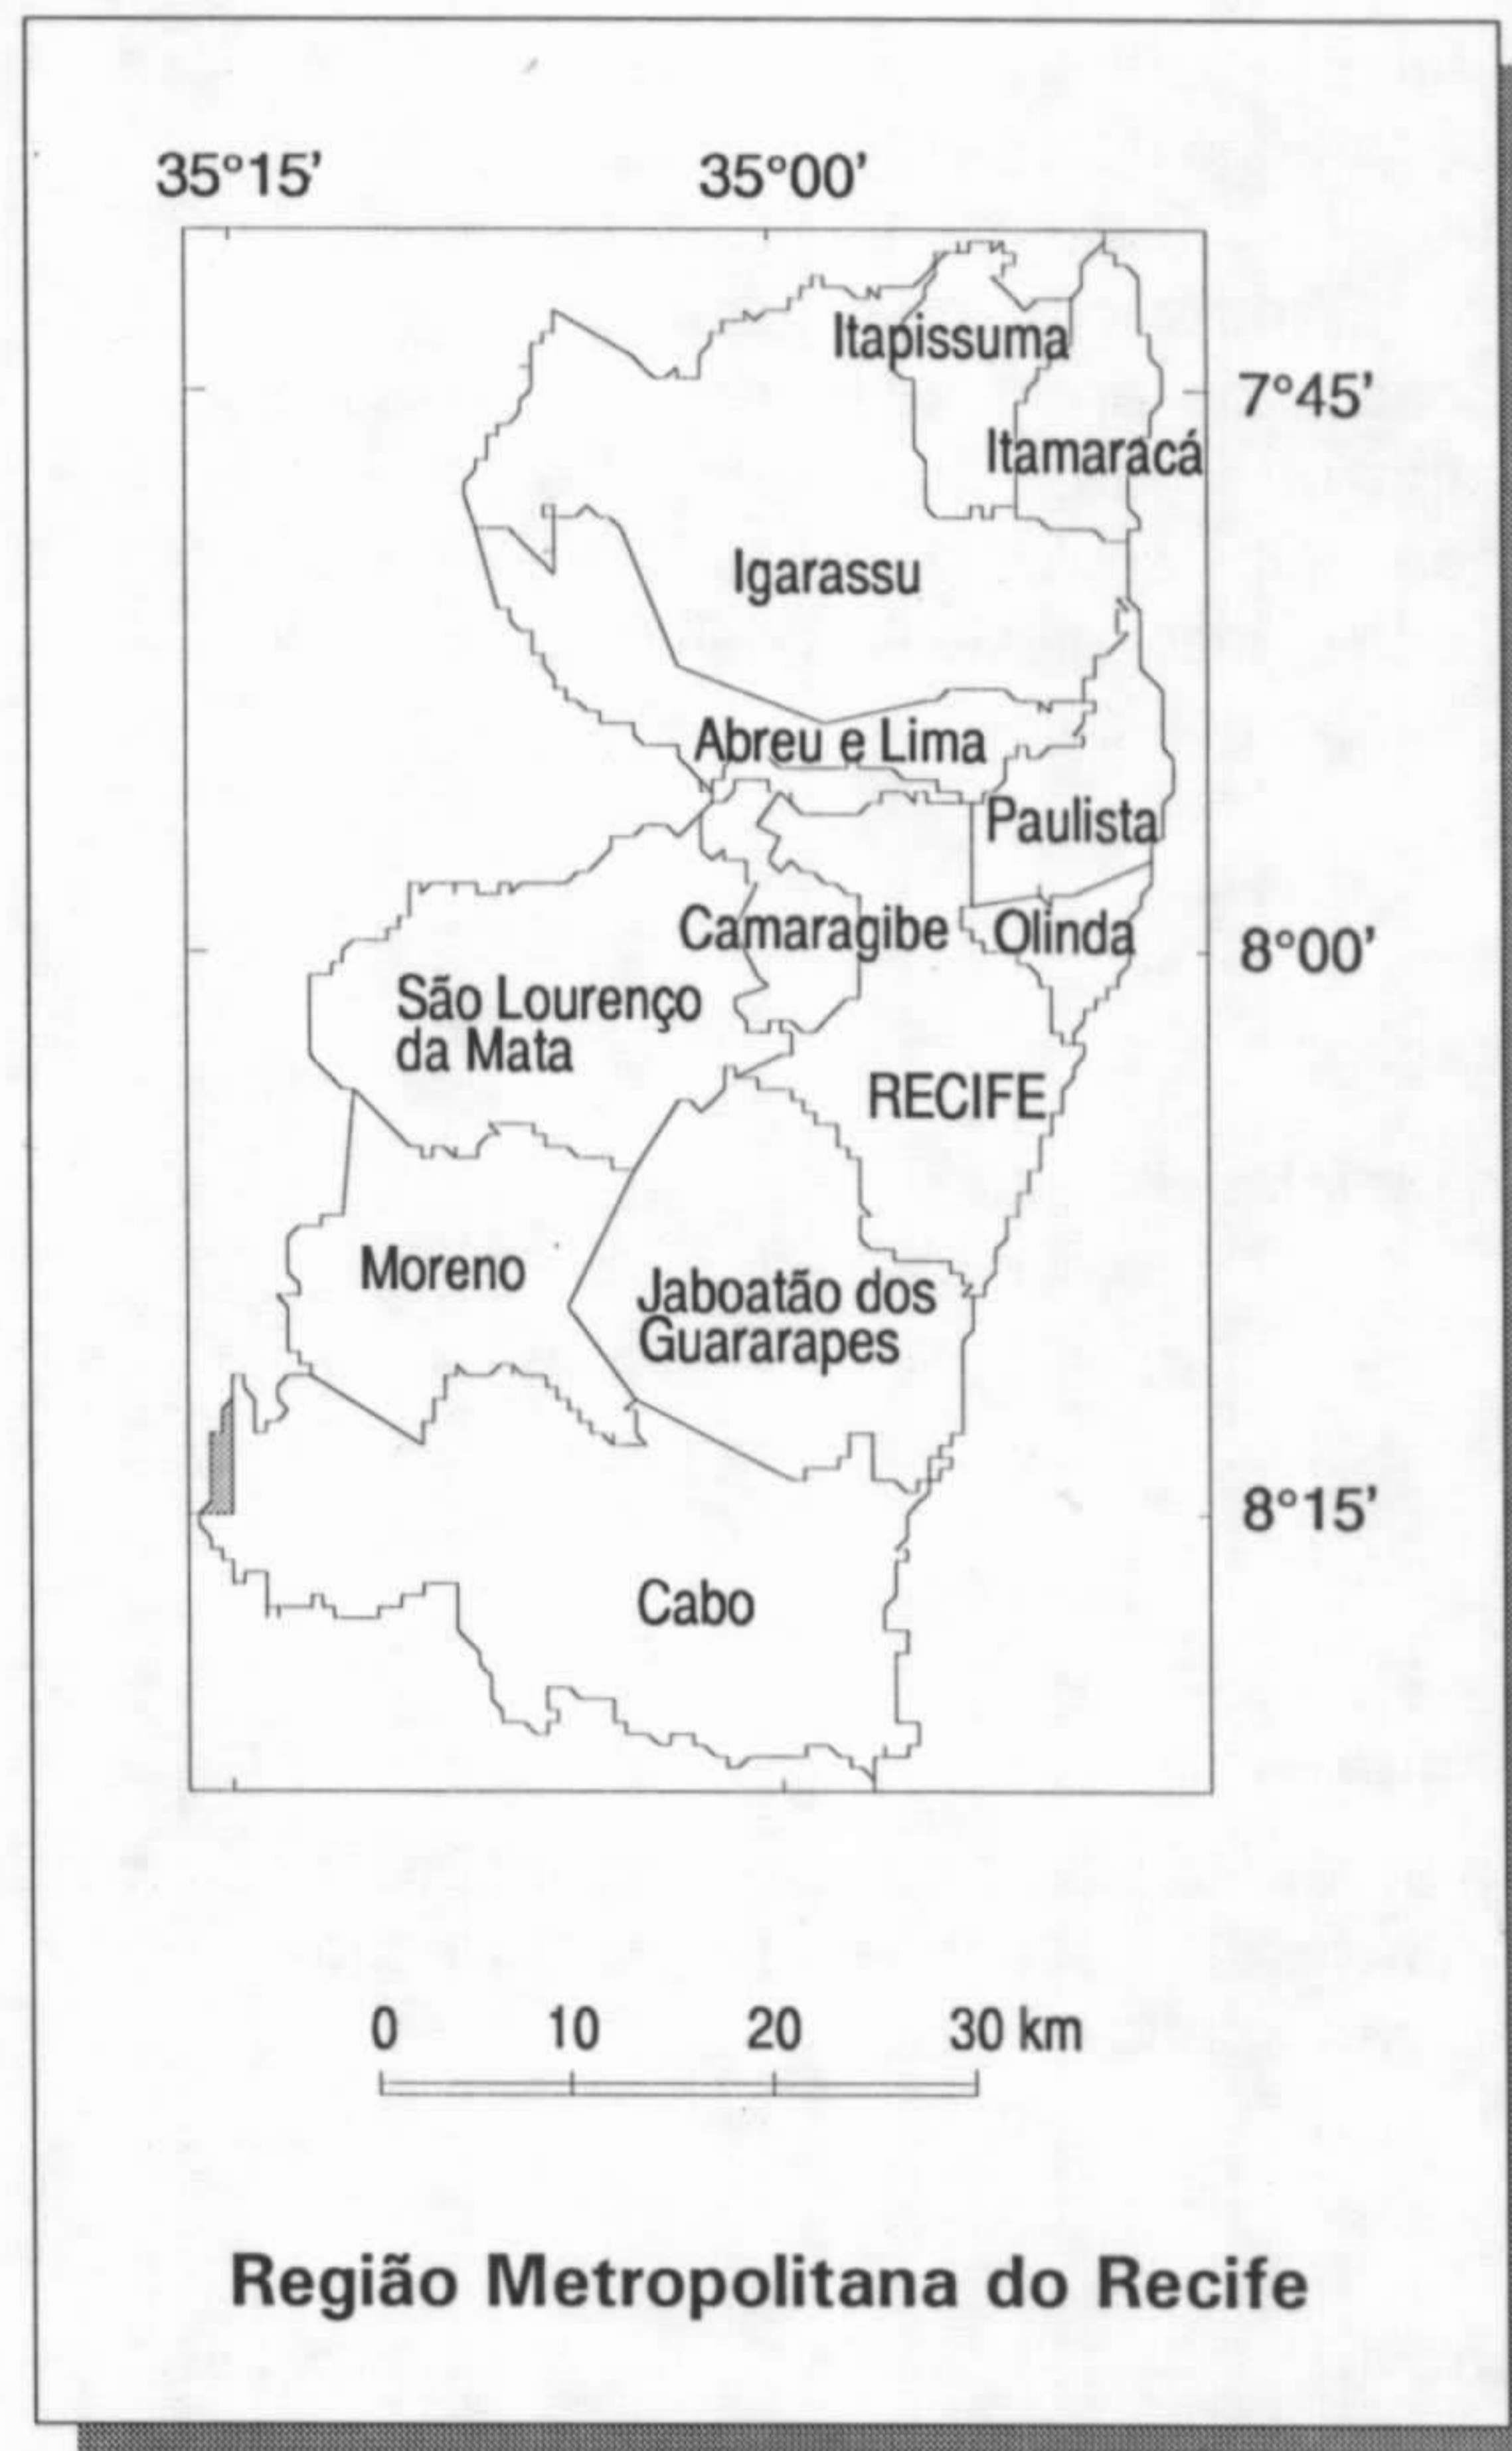 35°15' 35°00'
Itapissuma
7°45'
Itamaracá
Igarassu
Abreu e Lima
Paulista
Camaragibe
Olinda
8°00'
São Lourenço
da Mata
RECIFE
Moreno
Jaboatão dos
Guararapes
8°15'
Cabo
0 10 20 30 km
Região Metropolitana do Recife